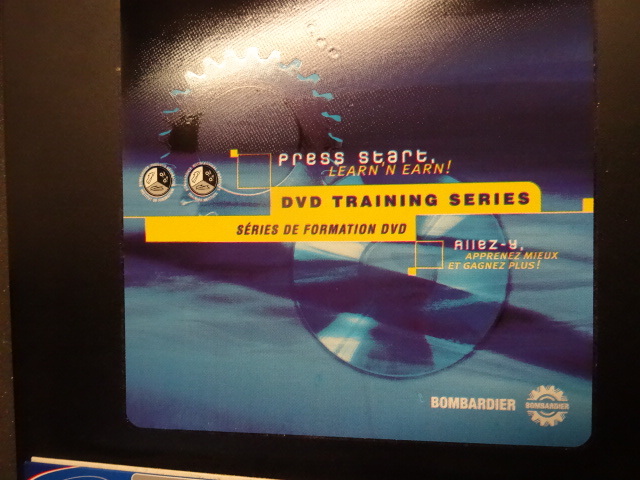 Press Start,
LEARN 'N EARN!
DVD TRAINING SERIES
SÉRIES DE FORMATION DVD
Allez-y,
APPRENEZ MIEUX
ET GAGNEZ PLUS!
BOMBARDIER
BOMBARDIER